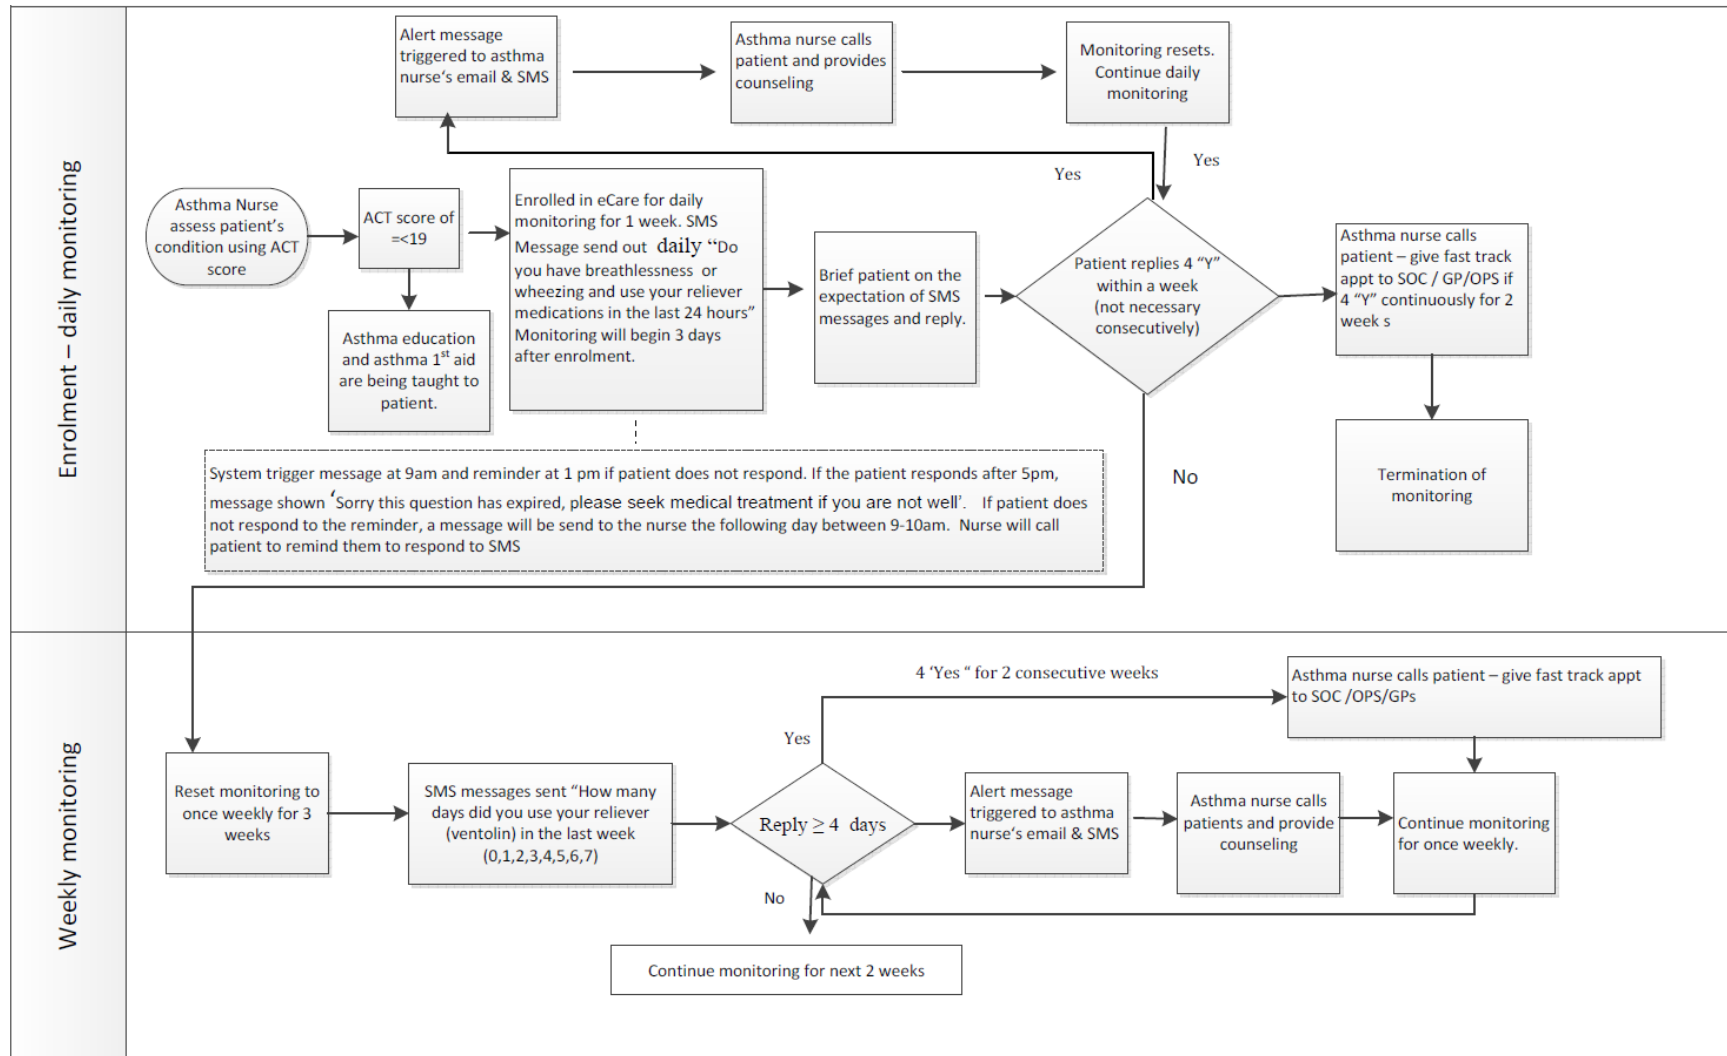 Enrolment – daily monitoring
Alert message
triggered to asthma
nurse's email & SMS
Asthma nurse calls
patient and provides
counseling
Monitoring resets.
Continue daily
monitoring
Yes
Yes
Asthma Nurse
assess patient's
condition using ACT
score
ACT score of
=<19
Asthma education
and asthma 1st aid
are being taught to
patient.
Enrolled in eCare for daily
monitoring for 1 week. SMS
Message send out daily “Do
you have breathlessness or
wheezing and use your reliever
medications in the last 24 hours”
Monitoring will begin 3 days
after enrolment.
Brief patient on the
expectation of SMS
messages and reply.
Patient replies 4 “Y”
within a week
(not necessary
consecutively)
Asthma nurse calls
patient – give fast track
appt to SOC / GP/OPS if
4 “Y” continuously for 2
week s
Termination of
monitoring
No
System trigger message at 9am and reminder at 1 pm if patient does not respond. If the patient responds after 5pm,
message shown ‘Sorry this question has expired, please seek medical treatment if you are not well’. If patient does
not respond to the reminder, a message will be send to the nurse the following day between 9-10am. Nurse will call
patient to remind them to respond to SMS
Weekly monitoring
Reset monitoring to
once weekly for 3
weeks
SMS messages sent “How many
days did you use your reliever
(ventolin) in the last week
(0,1,2,3,4,5,6,7)
Reply ≥ 4 days
Yes
4 ‘Yes “ for 2 consecutive weeks
Asthma nurse calls patient – give fast track appt
to SOC /OPS/GPs
Alert message
triggered to asthma
nurse's email & SMS
Asthma nurse calls
patients and provide
counseling
Continue monitoring
for once weekly.
No
Continue monitoring for next 2 weeks